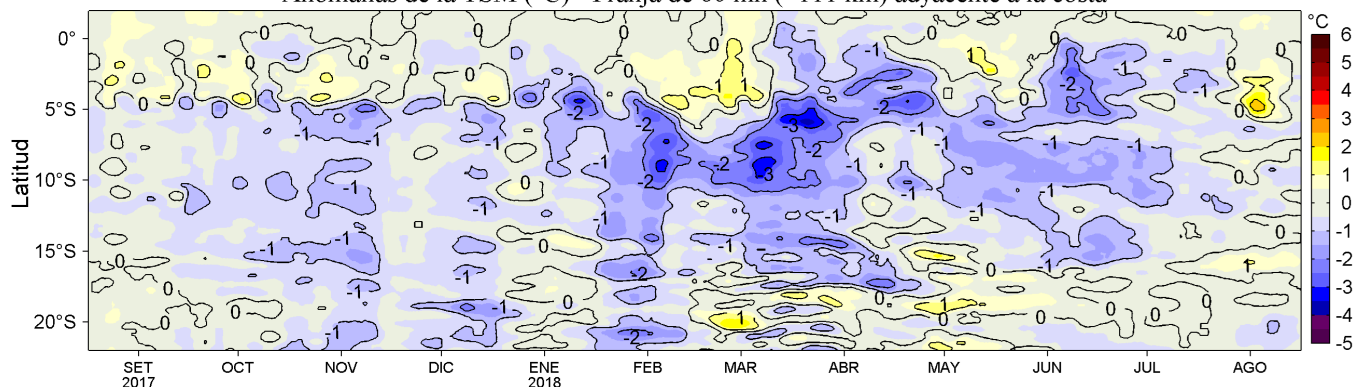 Anomalías de la TSM (°C) - Franja de 60 mn (~111 km) adyacente a la costa
°C
6
5
4
3
2
1
0
-1
-2
-3
-4
-5
Latitud
0°
5°S
10°S
15°S
20°S
SET OCT NOV DIC ENE FEB MAR ABR MAY JUN JUL AGO
2017 2018